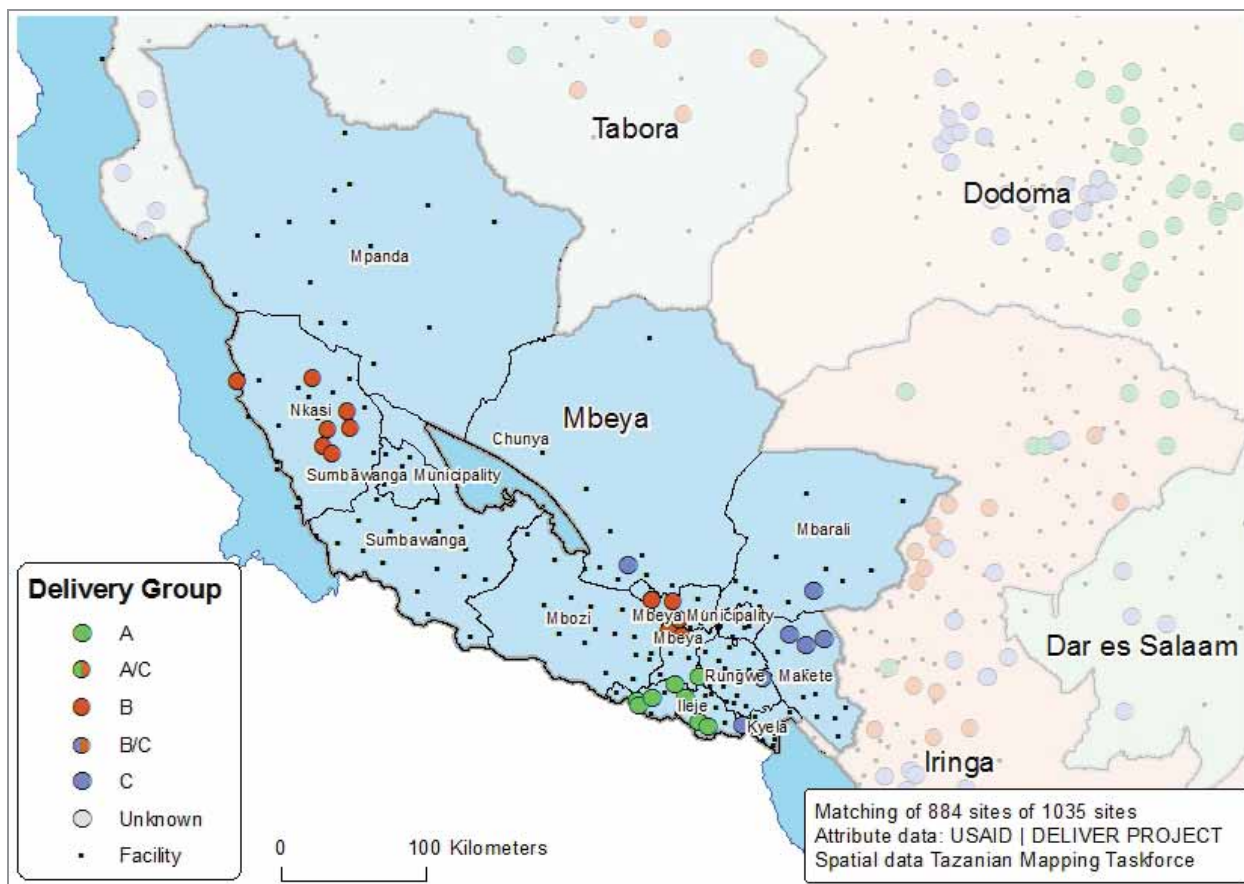 Tabora
Dodoma
Mpanda
Nkasi
Chunya
Mbeya
Sumbawanga Municipality
Sumbawanga
Mbarali
Mbozi
Mbeya Municipality
Mbeya
Rungwe
Makete
Ileje
Kyela
Dar es Salaam
Iringa
Delivery Group
A
A/C
B
B/C
C
Unknown
Facility
0 100 Kilometers
Matching of 884 sites of 1035 sites
Attribute data: USAID | DELIVER PROJECT
Spatial data Tazanian Mapping Taskforce